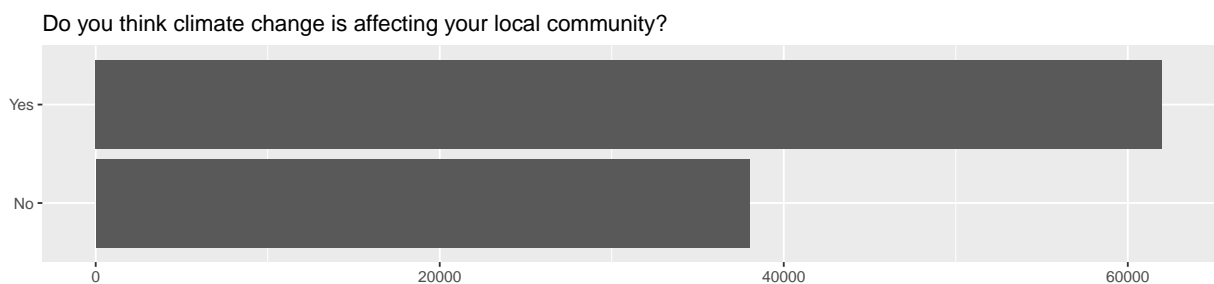 Do you think climate change is affecting your local community?
Yes
No
0 20000 40000 60000